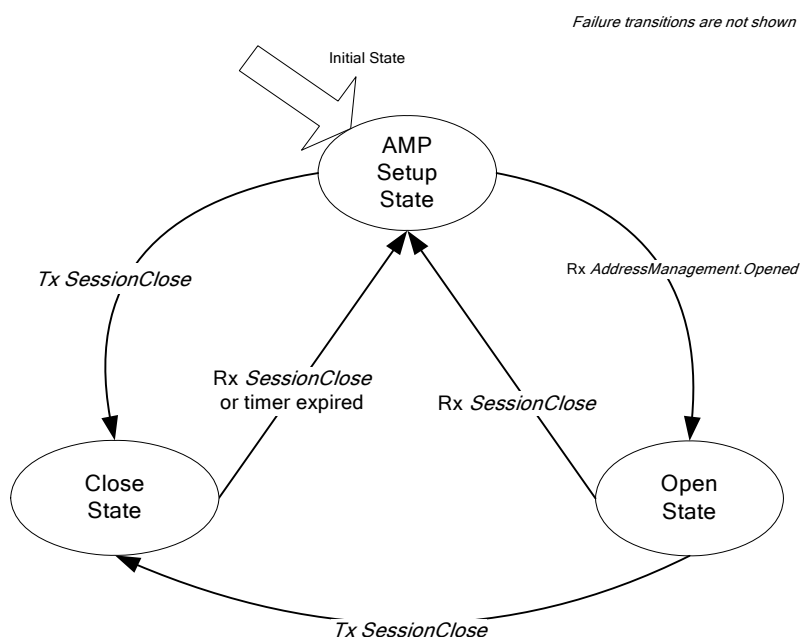 Failure transitions are not shown
Initial State
AMP
Setup
State
Tx SessionClose
Rx AddressManagement.Opened
Rx SessionClose
or timer expired
Rx SessionClose
Close
State
Open
State
Tx SessionClose